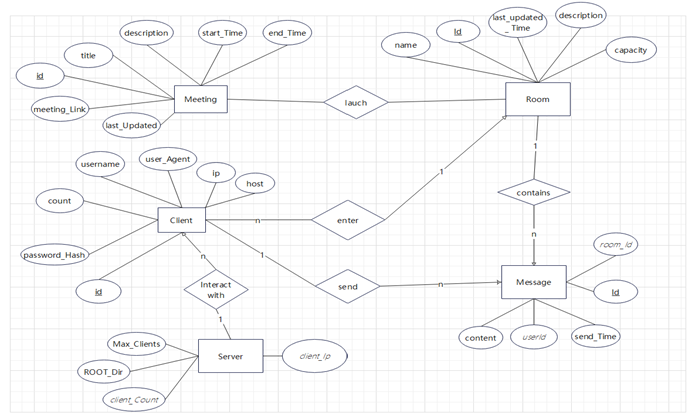 last_updated
_ Time
description
Id
description
start_Time
end_Time
name
capacity
title
id
Meeting
lauch
Room
meeting_Link
last_Updated
1
user_Agent
username
ip
1
host
contains
count
Client
n
enter
n
password_Hash
1
room_id
n
send
n
Message
Id
id
Interact
with
content
userId
send_Time
1
Max_Clients
Server
client_Ip
ROOT_Dir
client_Count